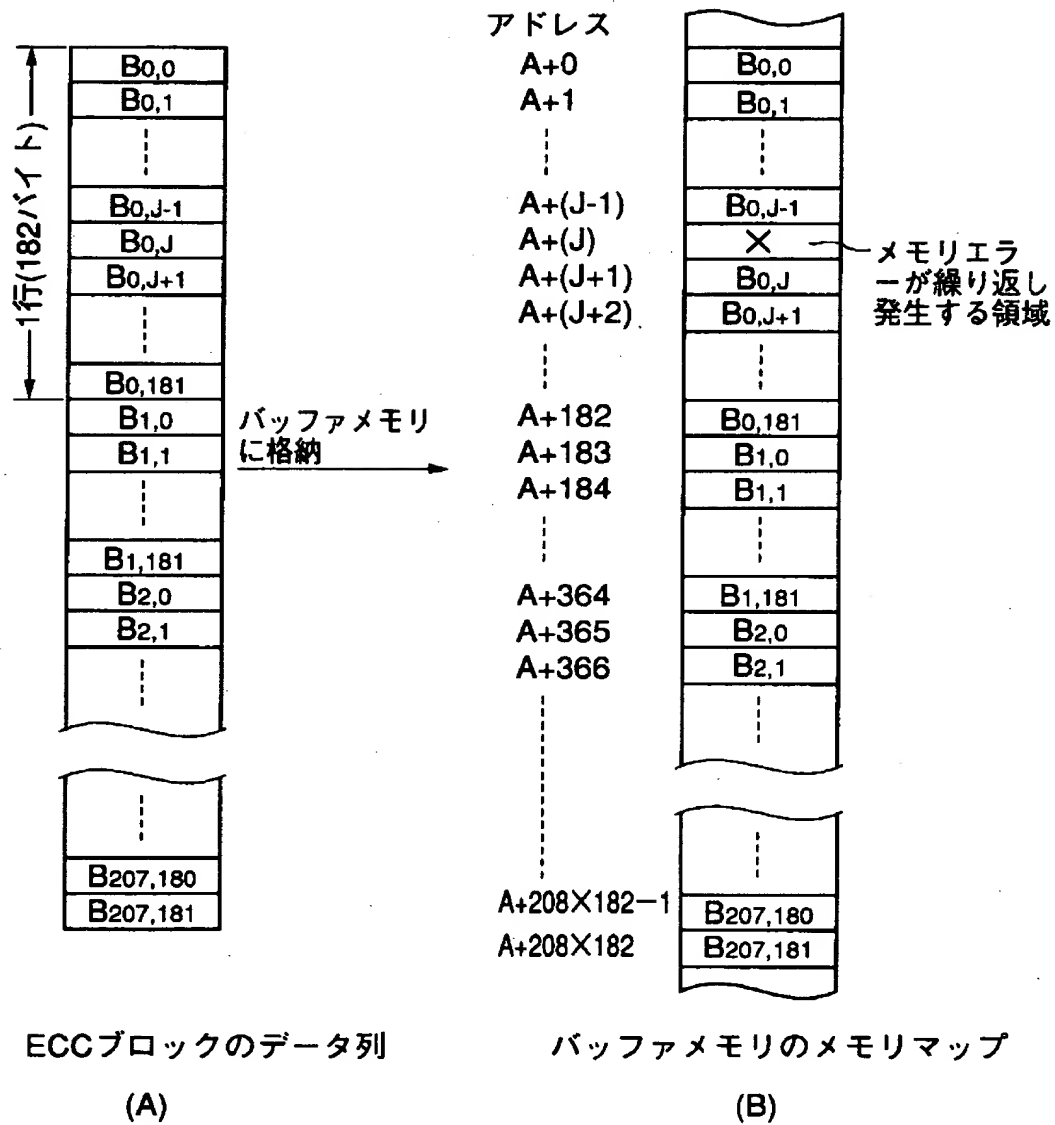 1行(182バイト)
B0,0
B0,1
B0,J-1
B0,J
B0,J+1
B0,181
B1,0
B1,1
B1,181
B2,0
B2,1
B207,180
B207,181
バッファメモリ
に格納
アドレス
A+0
A+1
A+(J-1)
A+(J)
A+(J+1)
A+(J+2)
A+182
A+183
A+184
A+364
A+365
A+366
A+208×182-1
A+208×182
B0,0
B0,1
B0,J-1
×
B0,J
B0,J+1
B0,181
B1,0
B1,1
B1,181
B2,0
B2,1
B207,180
B207,181
メモリエラ
ーが繰り返し
発生する領域
ECCブロックのデータ列
(A)
バッファメモリのメモリマップ
(B)